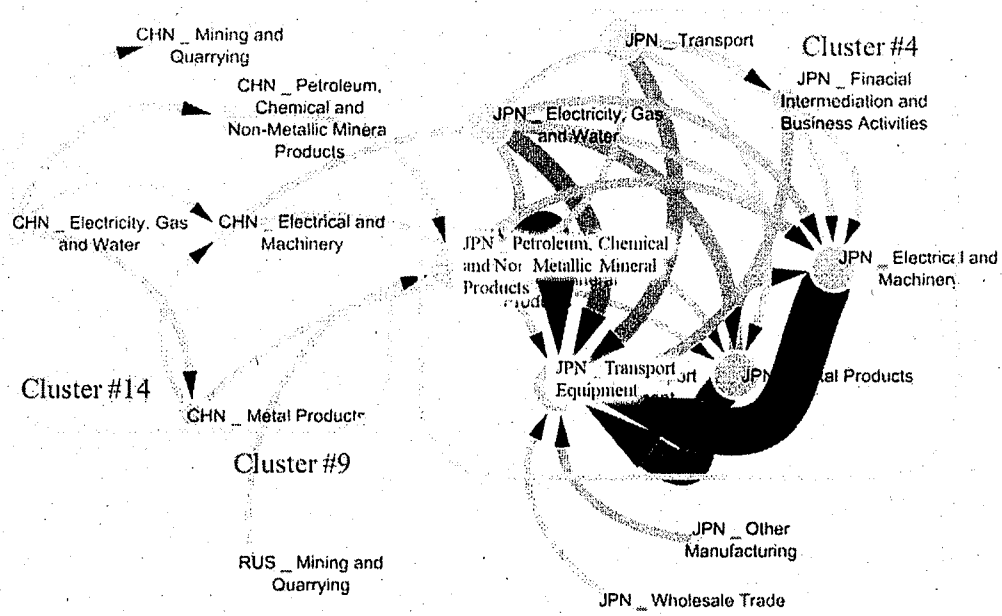 CHN _ Mining and
Quarrying
CHN _ Petroleum,
Chemical and
Non-Metallic Minera
Products
CHN _ Electricity, Gas
and Water
CHN _ Electrical and
Machinery
Cluster #14
CHN _ Metal Products
Cluster #9
RUS _ Mining and
Quarrying
JPN _ Transport
Cluster #4
JPN _ Finacial
Intermediation and
Business Activities
JPN _ Electricity, Gas
and Water
JPN _ Petroleum, Chemical
and Non Metallic Mineral
Products
JPN _ Electrical and
Machinery
JPN _ Transport
Equipment
JPN Products
JPN _ Other
Manufacturing
JPN _ Wholesale Trade